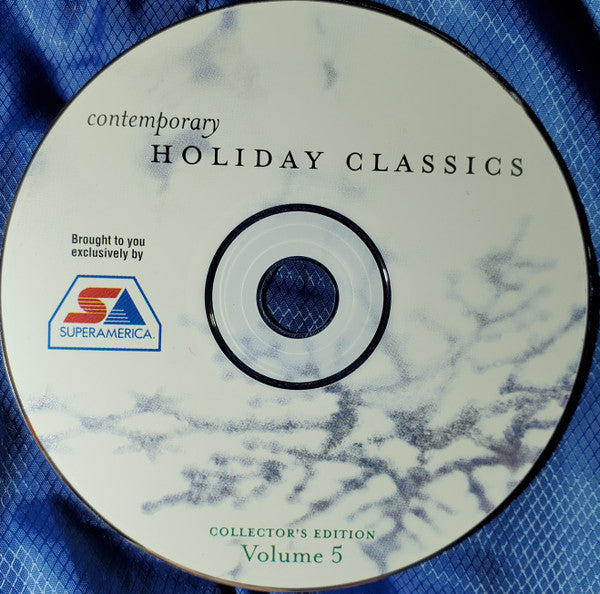 contemporary
HOLIDAY CLASSICS
Brought to you
exclusively by
SA
SUPERAMERICA.
COLLECTOR'S EDITION
Volume 5